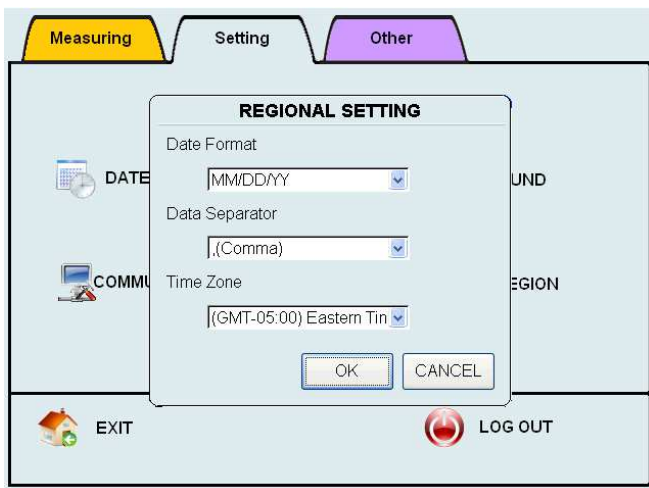 Measuring Setting Other
REGIONAL SETTING
Date Format
DATE MM/DD/YY UND
Data Separator
,(Comma)
COMMU Time Zone EGION
(GMT-05:00) Eastern Tin
OK CANCEL
EXIT LOG OUT